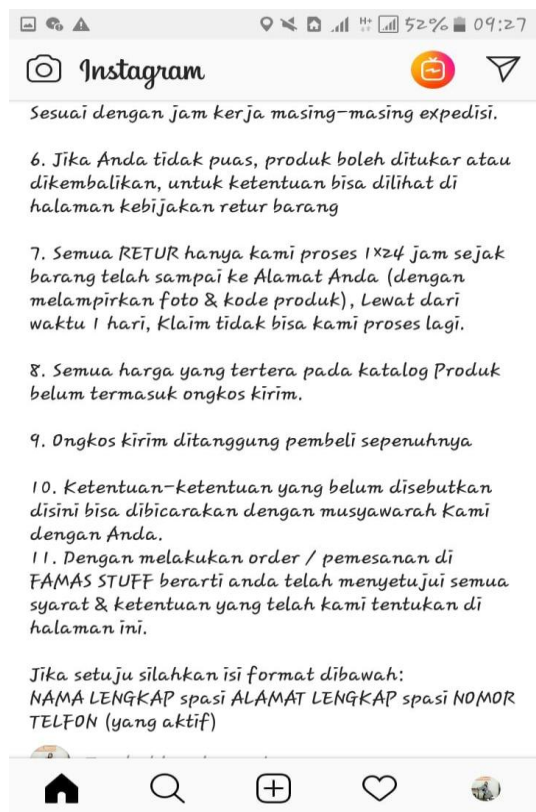 52% 09:27
Instagram
Sesuai dengan jam kerja masing-masing expedisi.
6. Jika Anda tidak puas, produk boleh ditukar atau
dikembalikan, untuk ketentuan bisa dilihat di
halaman kebijakan retur barang
7. Semua RETUR hanya kami proses 1×24 jam sejak
barang telah sampai ke Alamat Anda (dengan
melampirkan foto & kode produk), Lewat dari
waktu 1 hari, Klaim tidak bisa kami proses lagi.
8. Semua harga yang tertera pada katalog Produk
belum termasuk ongkos kirim.
9. Ongkos kirim ditanggung pembeli sepenuhnya
10. Ketentuan-ketentuan yang belum disebutkan
disini bisa dibicarakan dengan musyawarah Kami
dengan Anda.
11. Dengan melakukan order / pemesanan di
FAMAS STUFF berarti anda telah menyetujui semua
syarat & ketentuan yang telah kami tentukan di
halaman ini.
Jika setuju silahkan isi format dibawah:
NAMA LENGKAP spasi ALAMAT LENGKAP spasi NOMOR
TELFON (yang aktif)